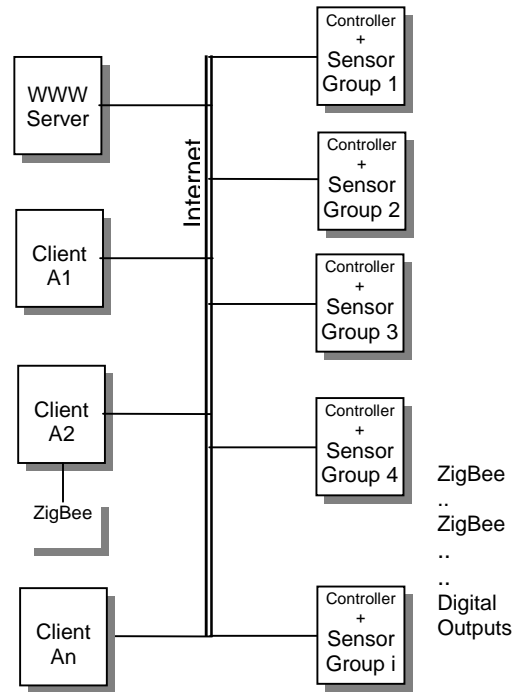 WWW
Server
Client
A1
Client
A2
ZigBee
Client
An
Internet
Controller
+
Sensor
Group 1
Controller
+
Sensor
Group 2
Controller
+
Sensor
Group 3
Controller
+
Sensor
Group 4
Controller
+
Sensor
Group i
ZigBee
..
ZigBee
..
..
Digital
Outputs